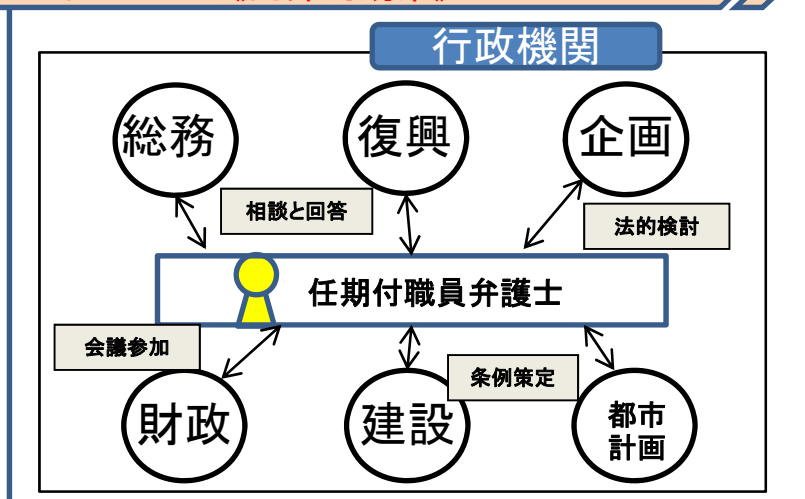 行政機関
総務
復興
企画
相談と回答
法的検討
任期付職員弁護士
会議参加
条例策定
財政
建設
都市
計画